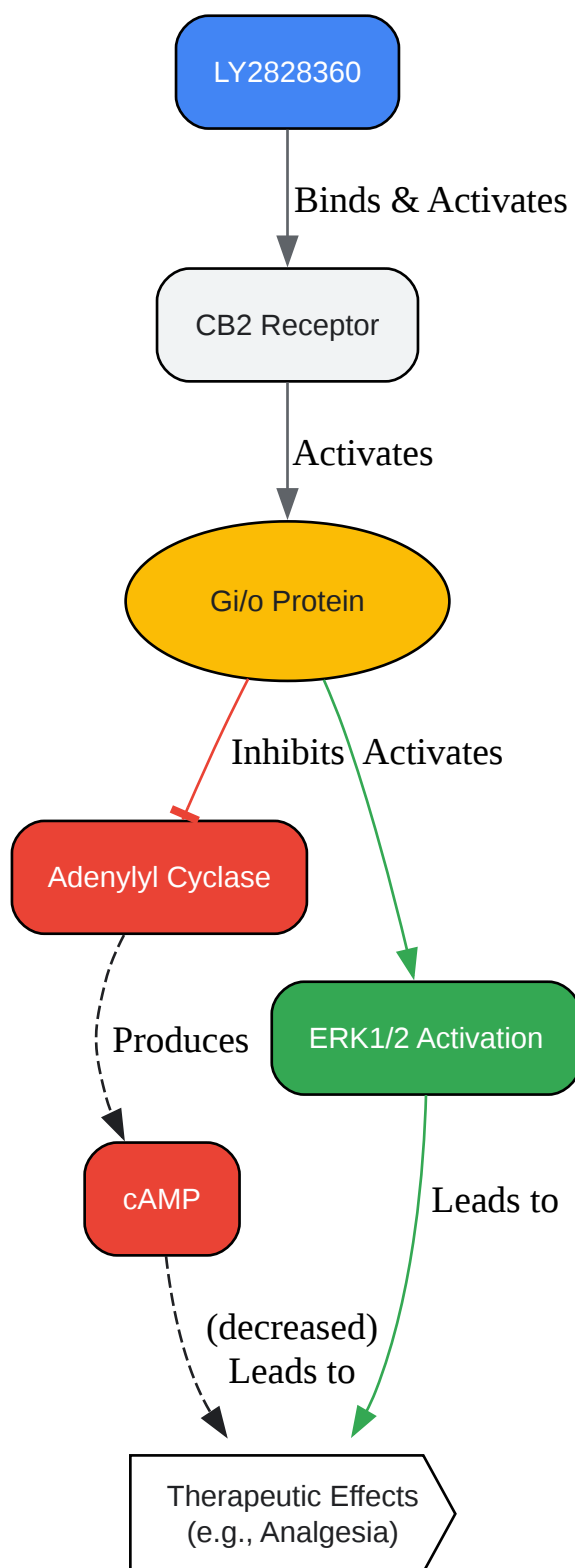 LY2828360
Binds & Activates
CB2 Receptor
Activates
Gi/o Protein
Inhibits
Activates
Adenylyl Cyclase
ERK1/2 Activation
Produces
cAMP
Leads to
(decreased)
Leads to
Therapeutic Effects
(e.g., Analgesia)